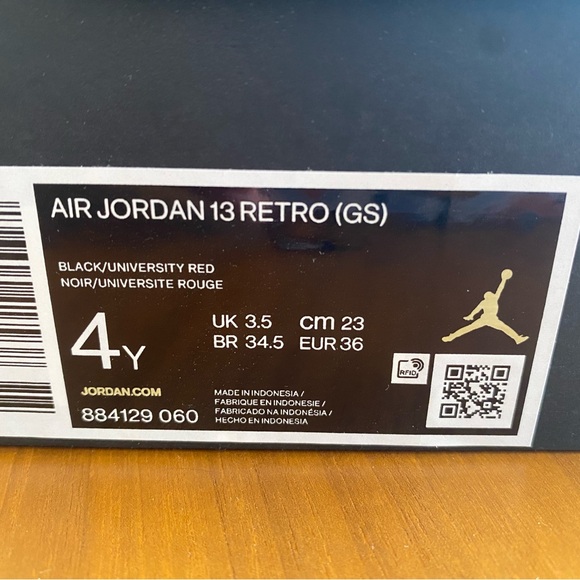 AIR JORDAN 13 RETRO (GS)
BLACK/UNIVERSITY RED
NOIR/UNIVERSITE ROUGE
4Y
UK 3.5 cm 23
BR 34.5 EUR 36
RFID
JORDAN.COM
884129 060
MADE IN INDONESIA/
FABRIQUE EN INDONESIE/
FABRICADO NA INDONÉSIA/
HECHO EN INDONESIA